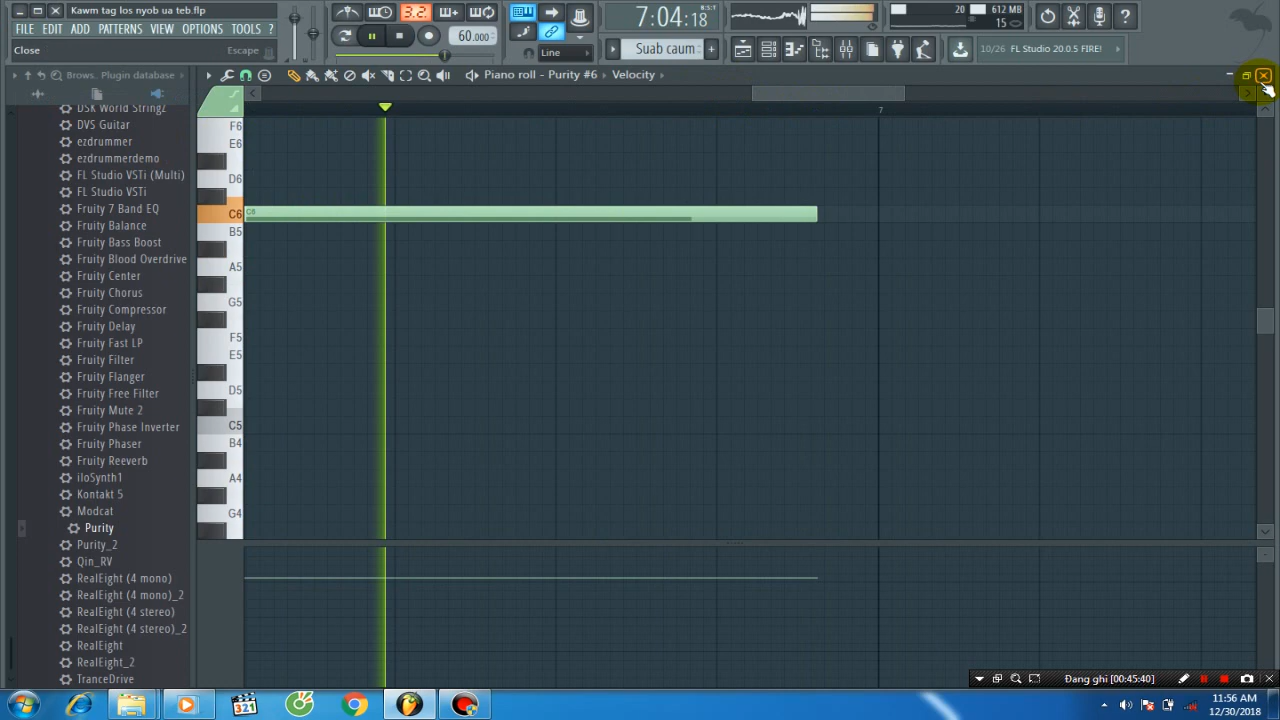 Kawm tag los nyob ua teb.flp
FILE EDIT ADD PATTERNS VIEW OPTIONS TOOLS ?
Close Escape
3.2.
60.000
Line
7:04:18
B:S:T
Suab caum
+
20 612 MB
15
10/26 FL Studio 20.0.5 FIRE!
Brows. Plugin database
Piano roll - Purity #6 Velocity
7
DSK World StringZ
DVS Guitar
ezdrummer
ezdrummerdemo
FL Studio VSTi (Multi)
FL Studio VSTi
Fruity 7 Band EQ
Fruity Balance
Fruity Bass Boost
Fruity Blood Overdrive
Fruity Center
Fruity Chorus
Fruity Compressor
Fruity Delay
Fruity Fast LP
Fruity Filter
Fruity Flanger
Fruity Free Filter
Fruity Mute 2
Fruity Phase Inverter
Fruity Phaser
Fruity Reeverb
iloSynth1
Kontakt 5
Modcat
Purity
Purity_2
Qin_RV
RealEight (4 mono)
RealEight (4 mono)_2
RealEight (4 stereo)
RealEight (4 stereo)_2
RealEight
RealEight_2
TranceDrive
F6
E6
D6
C6
C6
B5
A5
G5
F5
E5
D5
C5
B4
A4
G4
Đang ghi [00:45:40]
321
11:56 AM
12/30/2018